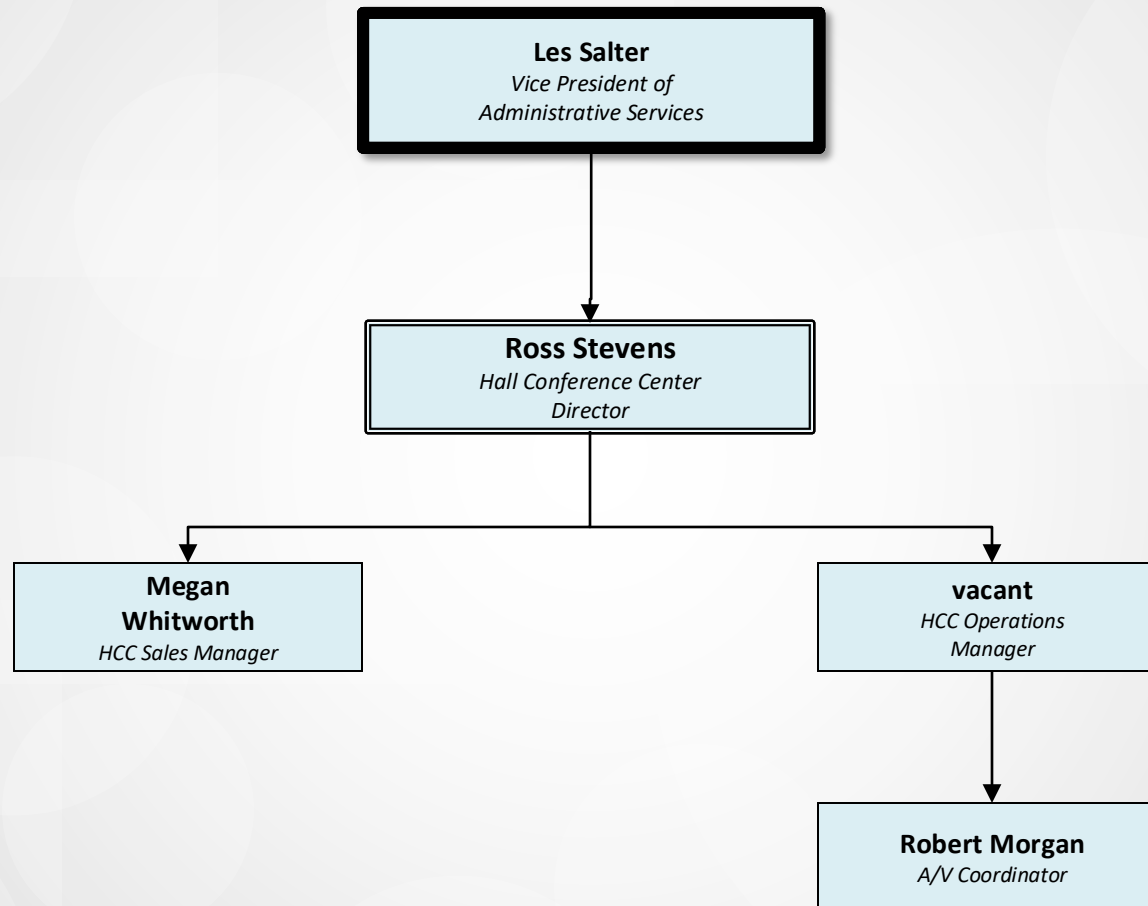 Les Salter
Vice President of
Administrative Services
Ross Stevens
Hall Conference Center
Director
Megan
Whitworth
HCC Sales Manager
vacant
HCC Operations
Manager
Robert Morgan
A/V Coordinator